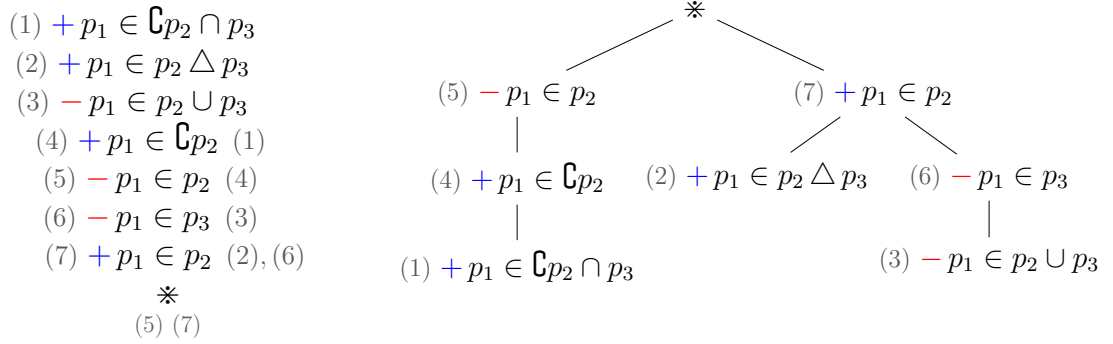 (1) + p₁ ∈ ∁p₂ ∩ p₃
(2) + p₁ ∈ p₂ △ p₃
(3) − p₁ ∈ p₂ ∪ p₃
(4) + p₁ ∈ ∁p₂ (1)
(5) − p₁ ∈ p₂ (4)
(6) − p₁ ∈ p₃ (3)
(7) + p₁ ∈ p₂ (2), (6)
⋇
(5) (7)
⋇
(5) − p₁ ∈ p₂ (7) + p₁ ∈ p₂
(4) + p₁ ∈ ∁p₂ (2) + p₁ ∈ p₂ △ p₃ (6) − p₁ ∈ p₃
(1) + p₁ ∈ ∁p₂ ∩ p₃ (3) − p₁ ∈ p₂ ∪ p₃